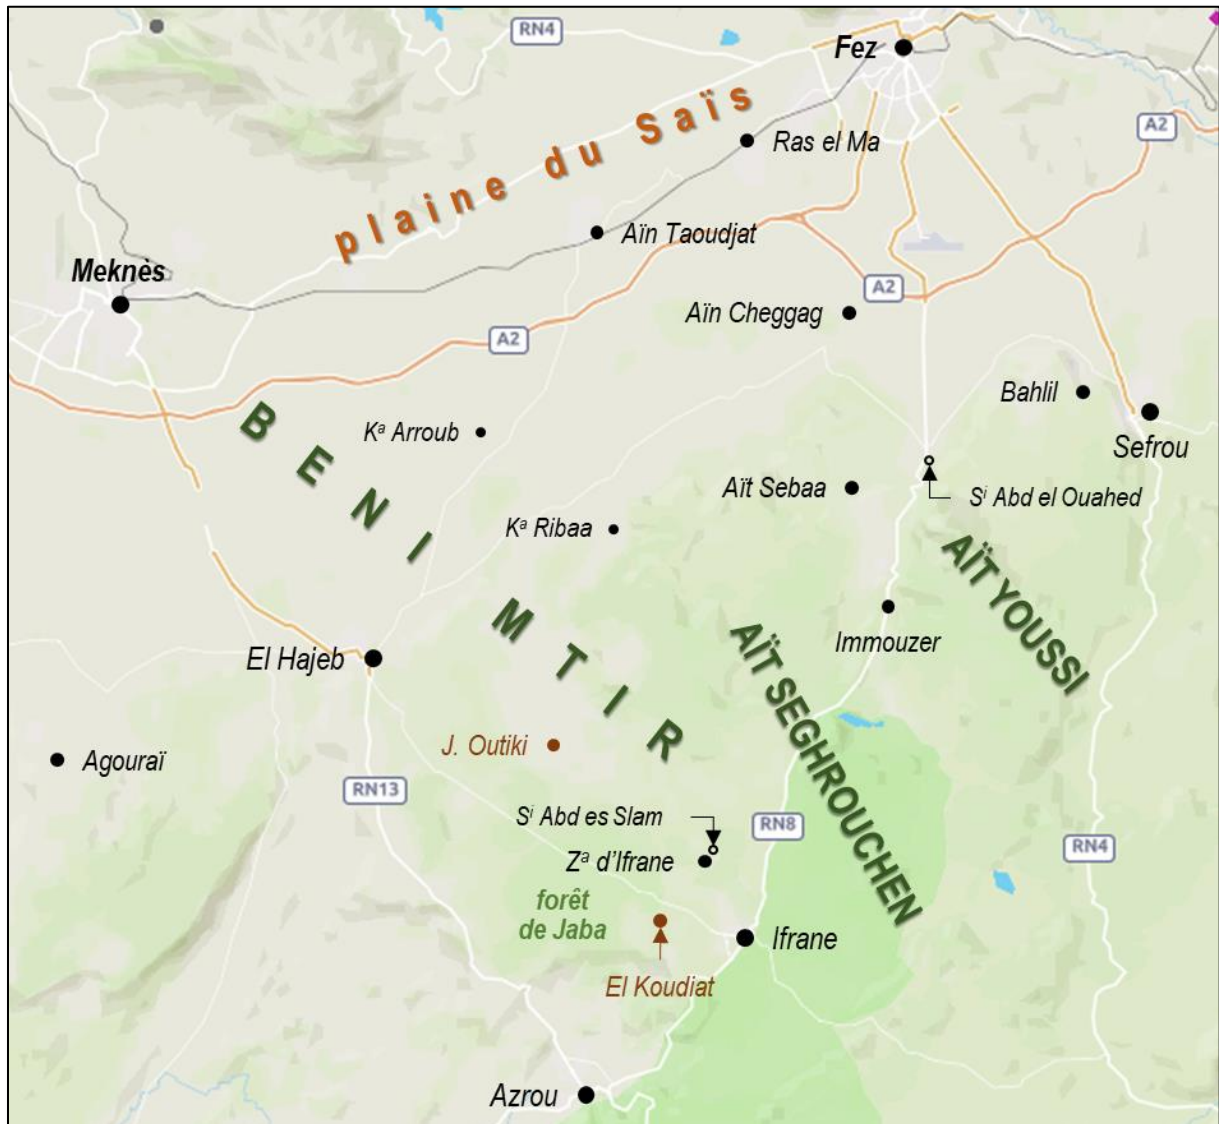 RN4
Fez
plaine du Saïs
A2
Ras el Ma
Aïn Taoudjat
Meknès
A2
Aïn Cheggag
A2
BENI MTIR
Kᵃ Arroub
Bahlil
Sefrou
Aït Sebaa
Sⁱ Abd el Ouahed
Kᵃ Ribaa
AÏT YOUSSI
Immouzer
El Hajeb
AÏT SEGHROUCHEN
J. Outiki
Agouraï
RN13
Sⁱ Abd es Slam
RN8
RN4
Zᵃ d'Ifrane
forêt
de Jaba
Ifrane
El Koudiat
Azrou